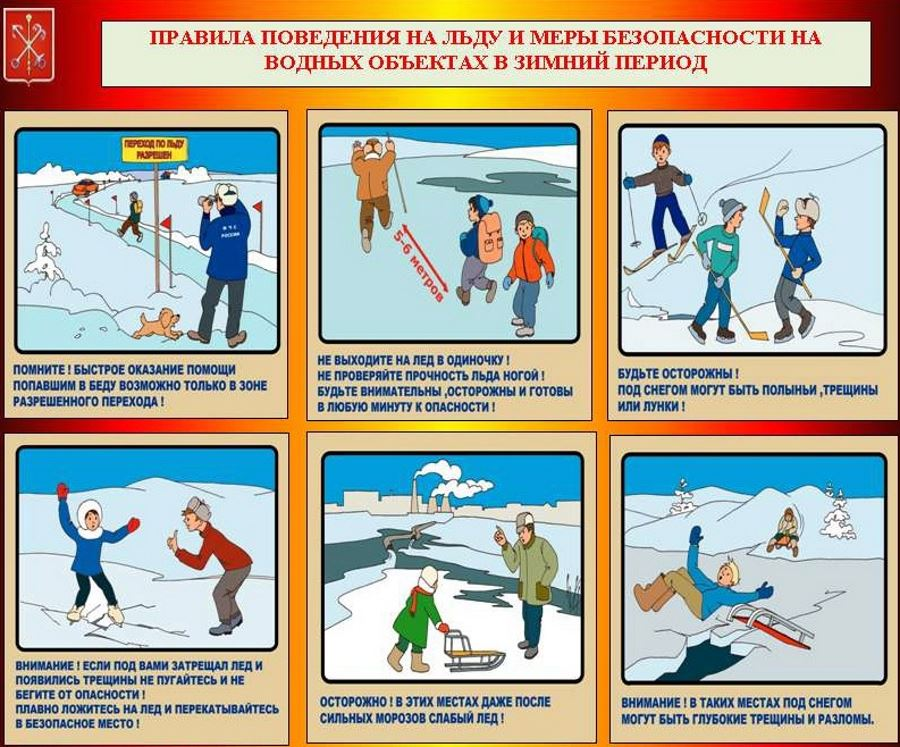 ПРАВИЛА ПОВЕДЕНИЯ НА ЛЬДУ И МЕРЫ БЕЗОПАСНОСТИ НА
ВОДНЫХ ОБЪЕКТАХ В ЗИМНИЙ ПЕРИОД
ПЕРЕХОД ПО ЛЬДУ
РАЗРЕШЕН
М Ч С
РОССИИ
ПОМНИТЕ ! БЫСТРОЕ ОКАЗАНИЕ ПОМОЩИ
ПОПАВШИМ В БЕДУ ВОЗМОЖНО ТОЛЬКО В ЗОНЕ
РАЗРЕШЕННОГО ПЕРЕХОДА !
5-6 метров
НЕ ВЫХОДИТЕ НА ЛЕД В ОДИНОЧКУ !
НЕ ПРОВЕРЯЙТЕ ПРОЧНОСТЬ ЛЬДА НОГОЙ !
БУДЬТЕ ВНИМАТЕЛЬНЫ ,ОСТОРОЖНЫ И ГОТОВЫ
В ЛЮБУЮ МИНУТУ К ОПАСНОСТИ !
БУДЬТЕ ОСТОРОЖНЫ !
ПОД СНЕГОМ МОГУТ БЫТЬ ПОЛЫНЬИ ,ТРЕЩИНЫ
ИЛИ ЛУНКИ !
ВНИМАНИЕ ! ЕСЛИ ПОД ВАМИ ЗАТРЕЩАЛ ЛЕД И
ПОЯВИЛИСЬ ТРЕЩИНЫ НЕ ПУГАЙТЕСЬ И НЕ
БЕГИТЕ ОТ ОПАСНОСТИ !
ПЛАВНО ЛОЖИТЕСЬ НА ЛЕД И ПЕРЕКАТЫВАЙТЕСЬ
В БЕЗОПАСНОЕ МЕСТО !
ОСТОРОЖНО ! В ЭТИХ МЕСТАХ ДАЖЕ ПОСЛЕ
СИЛЬНЫХ МОРОЗОВ СЛАБЫЙ ЛЕД !
ВНИМАНИЕ ! В ТАКИХ МЕСТАХ ПОД СНЕГОМ
МОГУТ БЫТЬ ГЛУБОКИЕ ТРЕЩИНЫ И РАЗЛОМЫ.